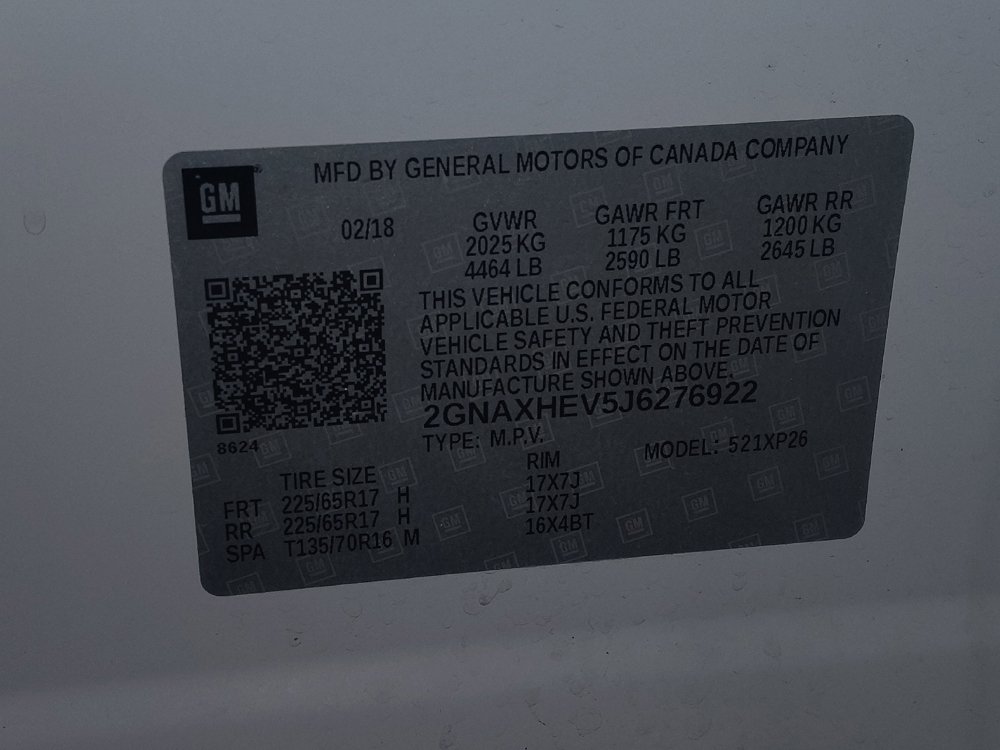 GM
MFD BY GENERAL MOTORS OF CANADA COMPANY
02/18
GVWR
2025 KG
4464 LB
GAWR FRT
1175 KG
2590 LB
GAWR RR
1200 KG
2645 LB
THIS VEHICLE CONFORMS TO ALL
APPLICABLE U.S. FEDERAL MOTOR
VEHICLE SAFETY AND THEFT PREVENTION
STANDARDS IN EFFECT ON THE DATE OF
MANUFACTURE SHOWN ABOVE.
2GNAXHEV5J6276922
8624
TYPE: M.P.V. MODEL: 521XP26
TIRE SIZE RIM
FRT 225/65R17 H 17X7J
RR 225/65R17 H 17X7J
SPA T135/70R16 M 16X4BT